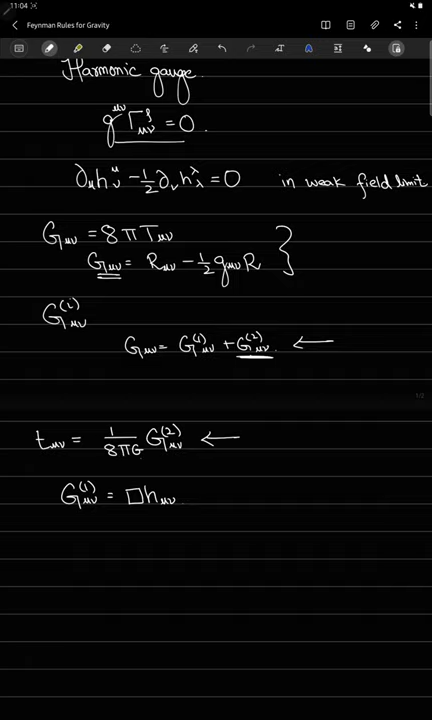 11:04
Feynman Rules for Gravity
Harmonic gauge.
g^{μν} Γ^{ρ}_{μν} = 0.
∂_μ h^μ_ν − 1/2 ∂_ν h^λ_λ = 0 in weak field limit
G_{μν} = 8π T_{μν}
G_{μν} = R_{μν} − 1/2 g_{μν} R }
G^{(i)}_{μν}
G_{μν} = G^{(1)}_{μν} + G^{(2)}_{μν}. ←
1/2
t_{μν} = 1/8πG G^{(2)}_{μν} ←
G^{(1)}_{μν} = □h_{μν}